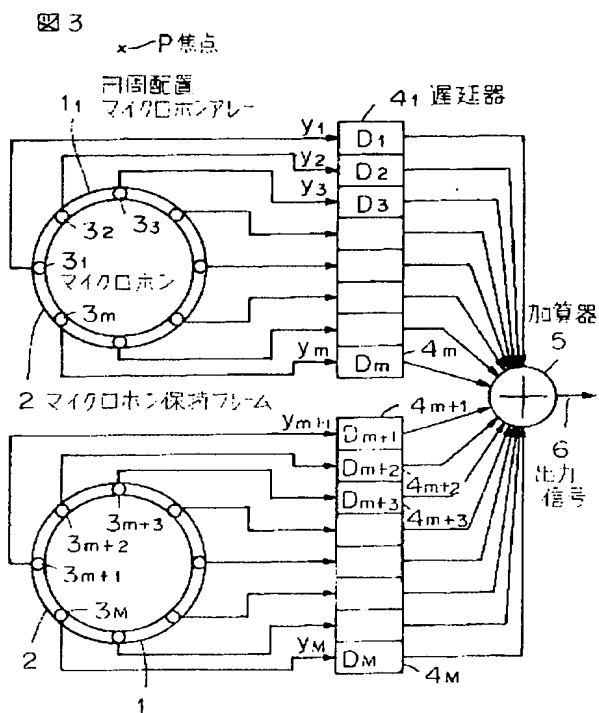 図3
×〜P焦点
円周配置
マイクロホンアレー
1₁
4₁ 遅延器
y₁
D₁
y₂
D₂
y₃
D₃
3₂
3₃
3₁
マイクロホン
3m
ym
Dm
4m
加算器
5
2 マイクロホン保持フレーム
ym+1
Dm+1
4m+1
Dm+2
4m+2
Dm+3
4m+3
6
出力
信号
3m+3
3m+2
3m+1
3M
2
yM
DM
4M
1